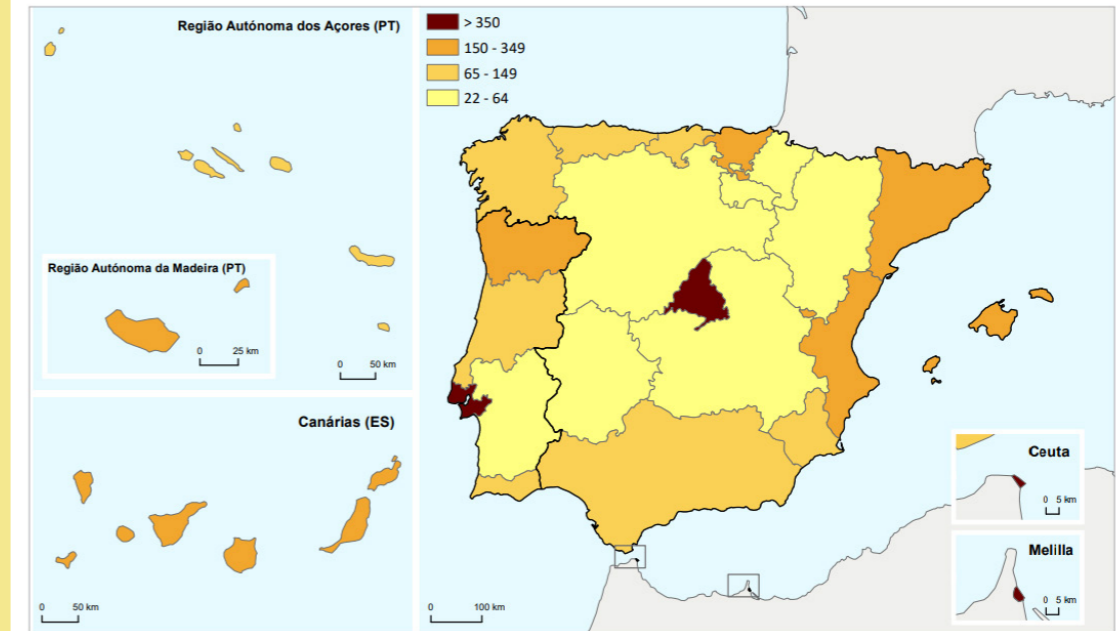 Região Autónoma dos Açores (PT)
> 350
150 - 349
65 - 149
22 - 64
Região Autónoma da Madeira (PT)
0 25 km
0 50 km
Canárias (ES)
0 50 km
0 100 km
Ceuta
0 5 km
Melilla
0 5 km